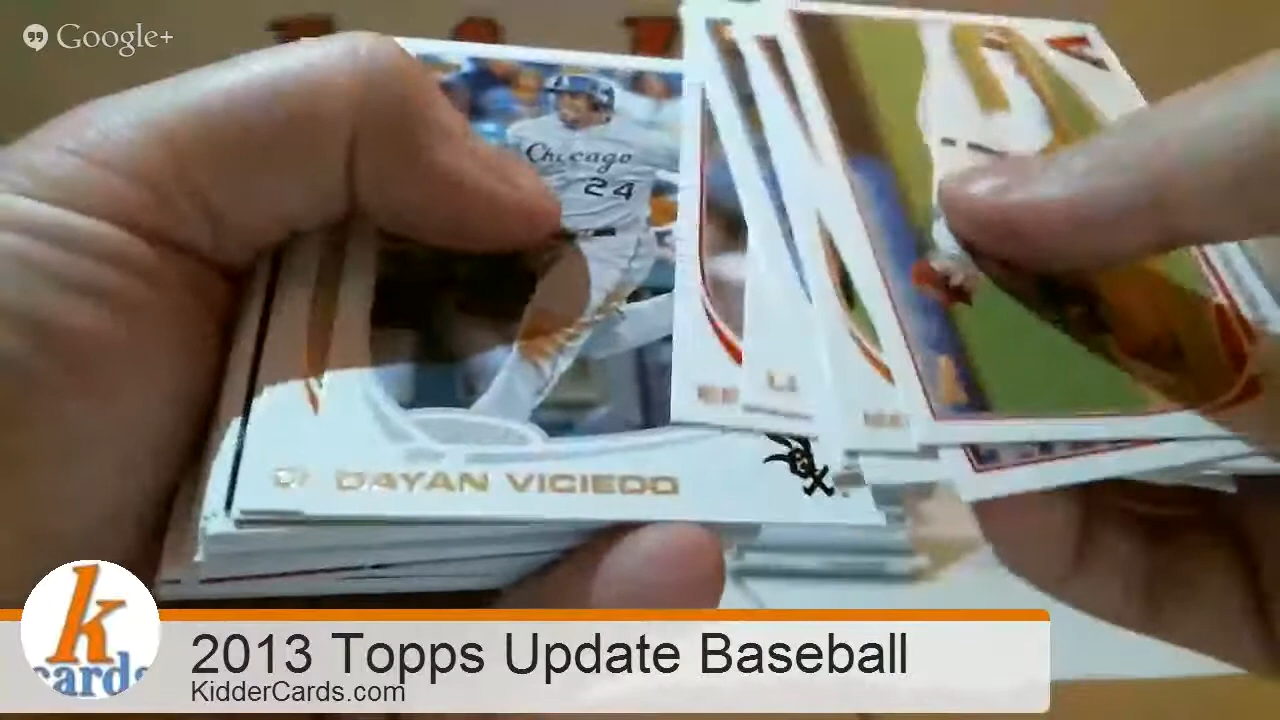 Google+
Chicago
24
DAYAN VICIEDO
k
cards
2013 Topps Update Baseball
KidderCards.com